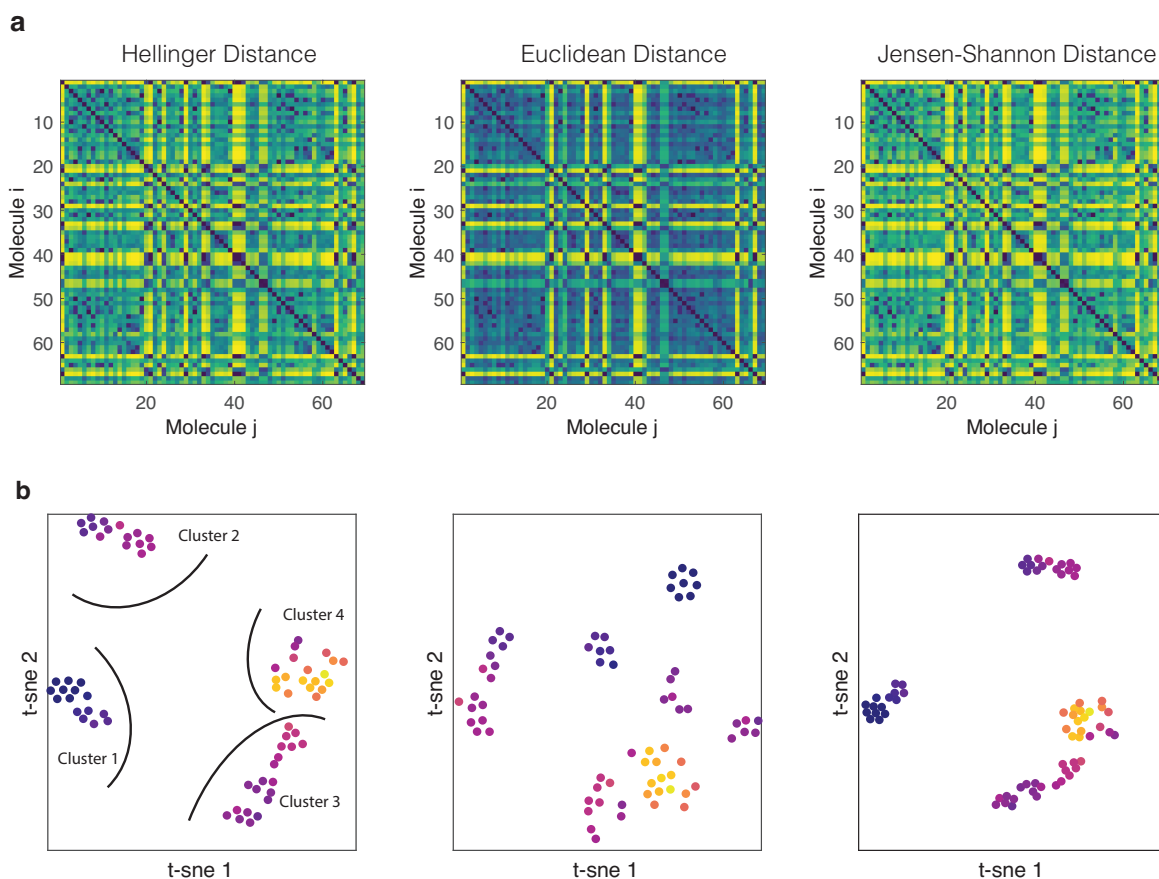 a
Hellinger Distance
Euclidean Distance
Jensen-Shannon Distance
Molecule i
10
20
30
40
50
60
20
40
60
Molecule j
Molecule i
10
20
30
40
50
60
20
40
60
Molecule j
Molecule i
10
20
30
40
50
60
20
40
60
Molecule j
b
t-sne 2
Cluster 2
Cluster 4
Cluster 1
Cluster 3
t-sne 1
t-sne 2
t-sne 1
t-sne 2
t-sne 1